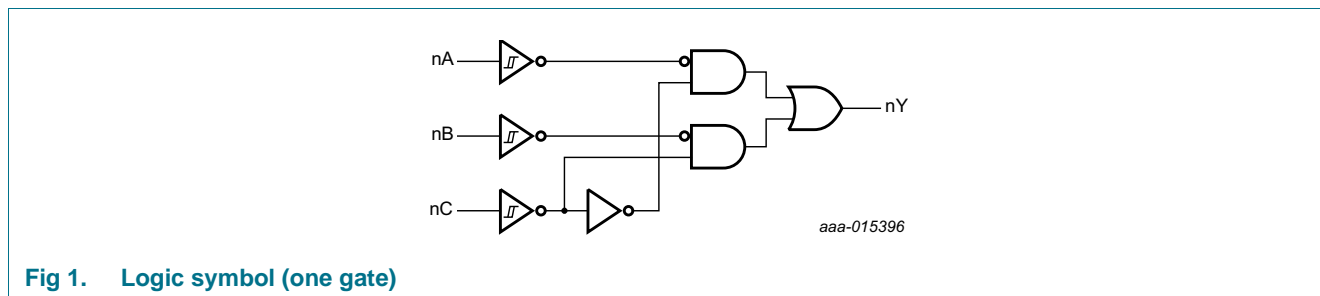 nA
nB
nC
nY
aaa-015396
Fig 1. Logic symbol (one gate)